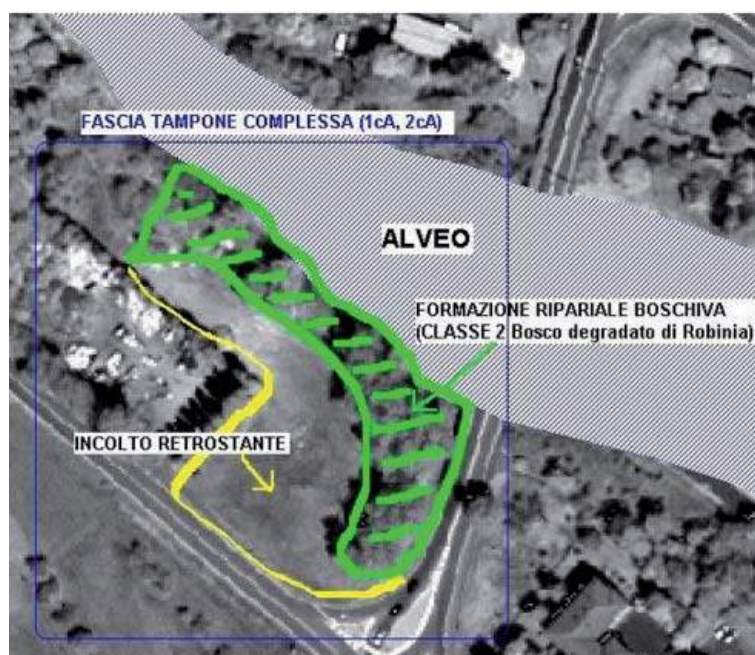 FASCIA TAMPONE COMPLESSA (1cA, 2cA)
ALVEO
FORMAZIONE RIPARIALE BOSCHIVA
(CLASSE 2 Bosco degradato di Robinia)
INCOLTO RETROSTANTE